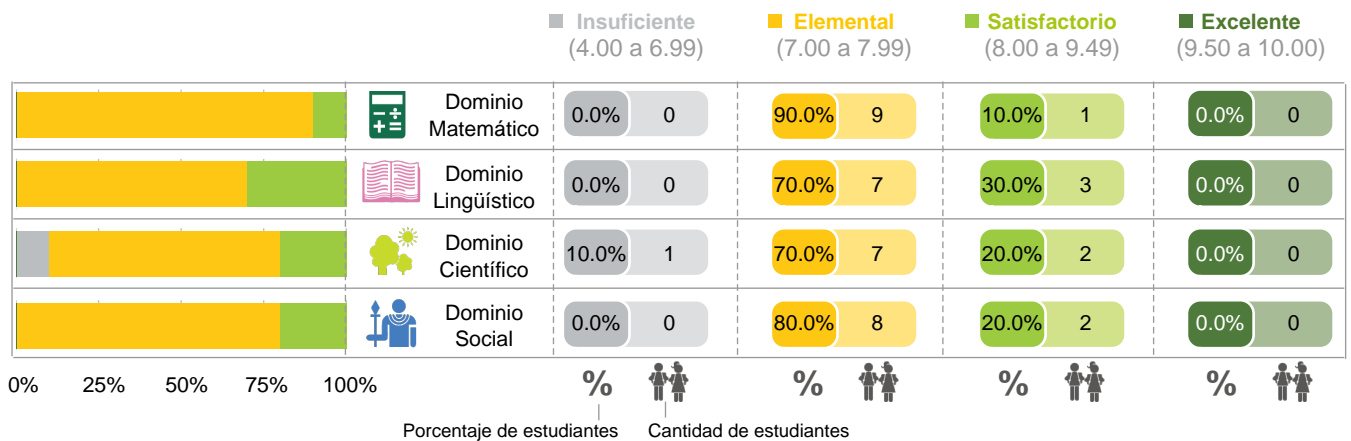 Insuficiente Elemental Satisfactorio Excelente
(4.00 a 6.99) (7.00 a 7.99) (8.00 a 9.49) (9.50 a 10.00)
Dominio
Matemático
0.0% 0 90.0% 9 10.0% 1 0.0% 0
Dominio
Lingüístico
0.0% 0 70.0% 7 30.0% 3 0.0% 0
Dominio
Científico
10.0% 1 70.0% 7 20.0% 2 0.0% 0
Dominio
Social
0.0% 0 80.0% 8 20.0% 2 0.0% 0
0% 25% 50% 75% 100% % % % %
Porcentaje de estudiantes Cantidad de estudiantes